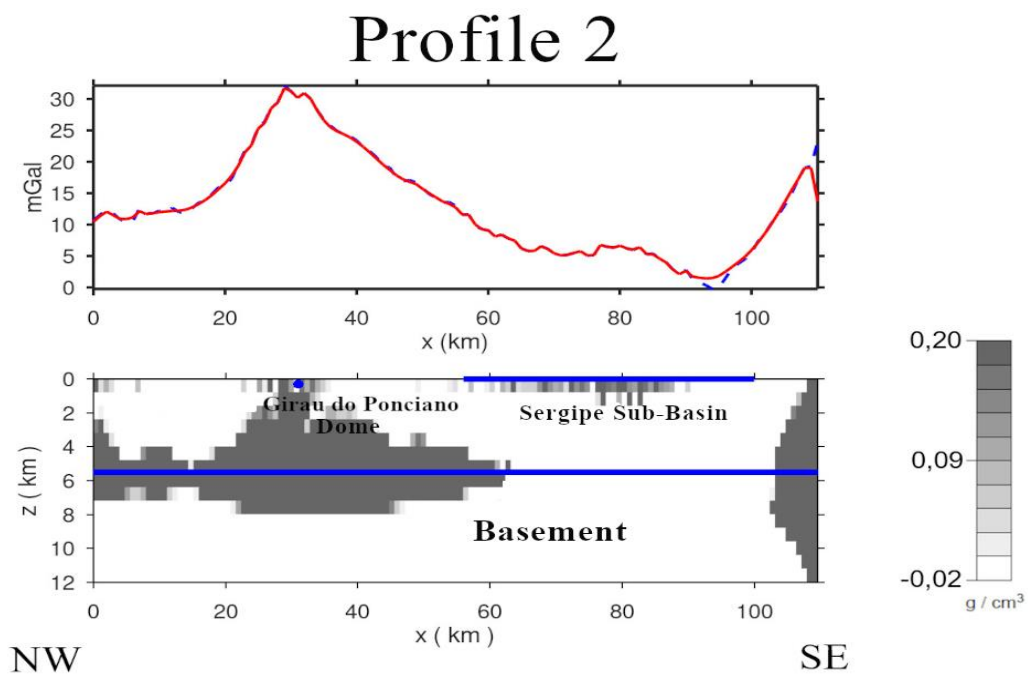 Profile 2
30
25
20
15
10
5
0
mGal
0 20 40 60 80 100
x (km)
0
2
4
6
8
10
12
z ( km )
Girau do Ponciano
Dome
Sergipe Sub-Basin
Basement
0 20 40 60 80 100
x ( km )
NW SE
0,20
0,09
-0,02
g / cm³